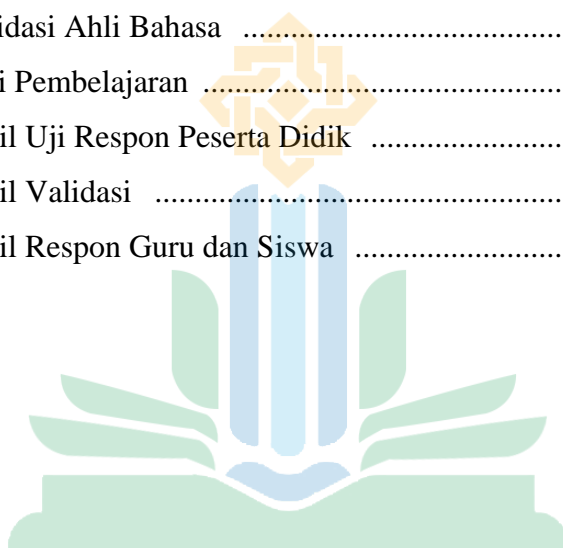 idasi Ahli Bahasa ..........................................
i Pembelajaran ...............................................
il Uji Respon Peserta Didik .........................
il Validasi .....................................................
il Respon Guru dan Siswa ...........................